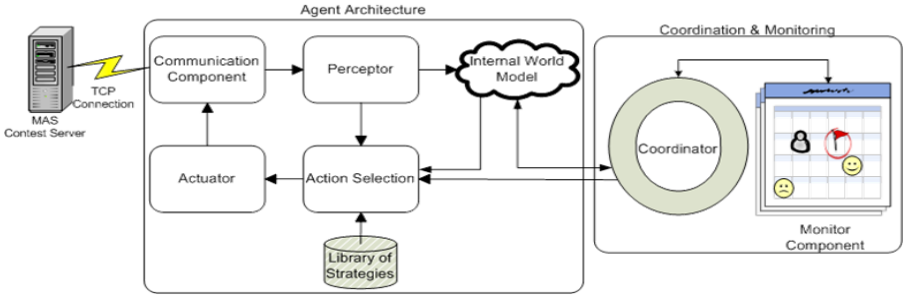 Agent Architecture
Coordination & Monitoring
Communication
Component
Perceptor
Internal World
Model
TCP
Connection
MAS
Contest Server
Coordinator
Actuator
Action Selection
Monitor
Component
Library of
Strategies